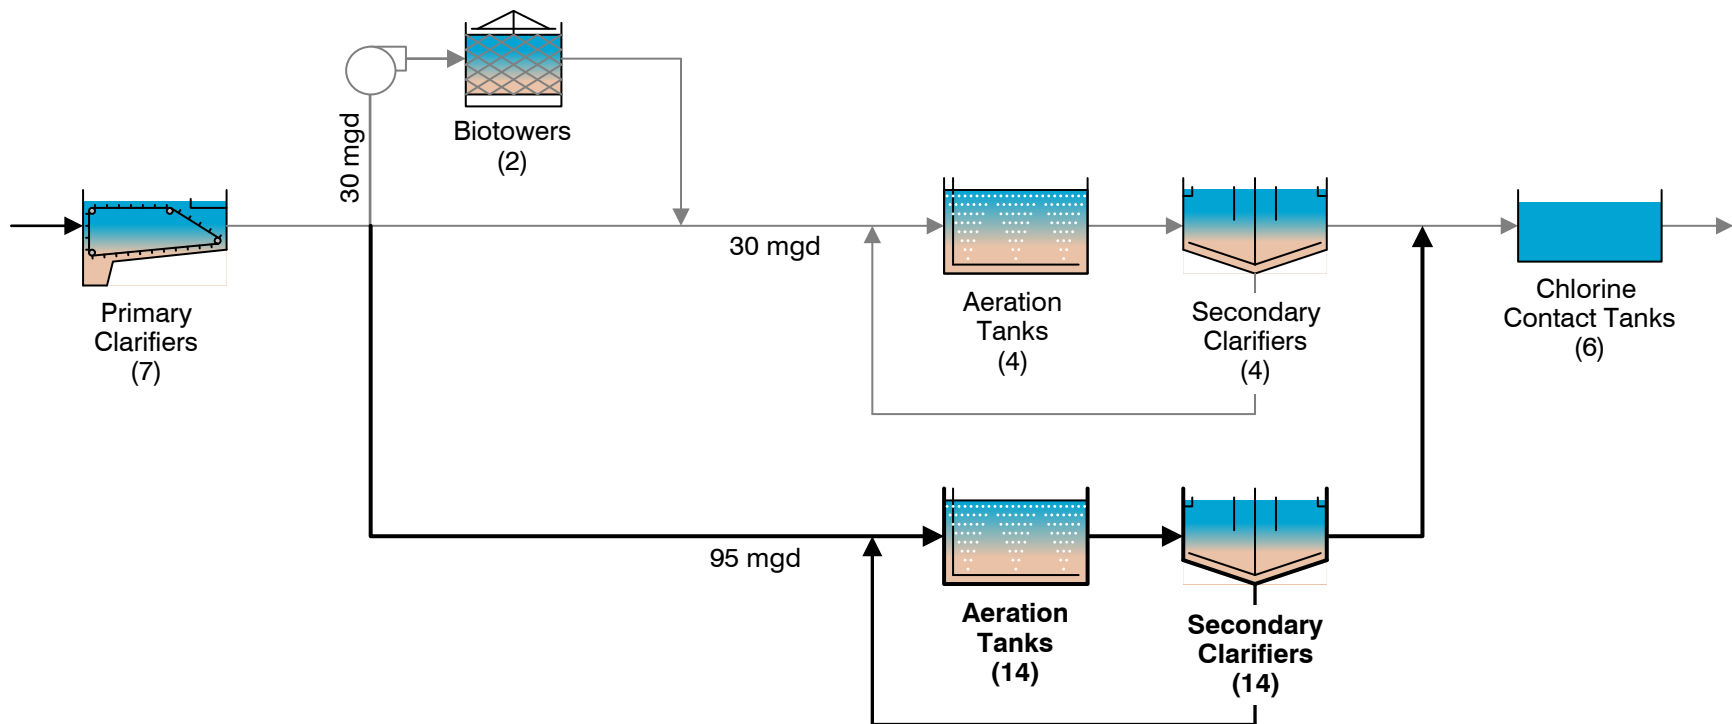 30 mgd
Biotowers
(2)
Primary
Clarifiers
(7)
30 mgd
Aeration
Tanks
(4)
Secondary
Clarifiers
(4)
Chlorine
Contact Tanks
(6)
95 mgd
Aeration
Tanks
(14)
Secondary
Clarifiers
(14)